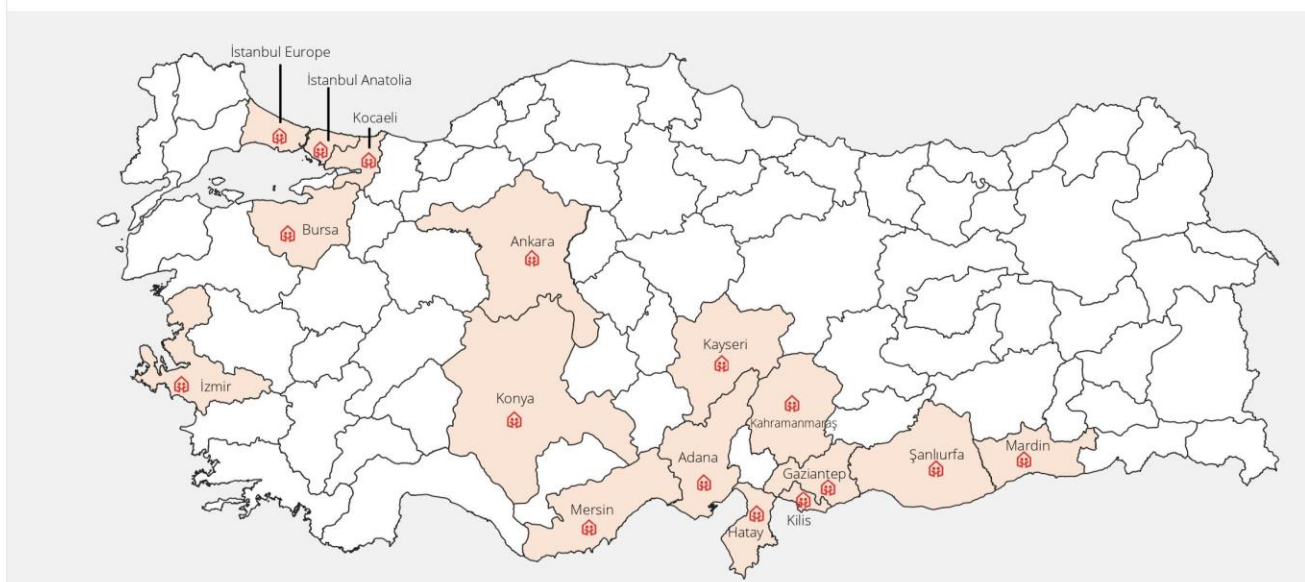 İstanbul Europe
İstanbul Anatolia
Kocaeli
Bursa
Ankara
Kayseri
İzmir
Konya
Kahramanmaraş
Adana
Gaziantep
Şanlıurfa
Mardin
Mersin
Hatay
Kilis